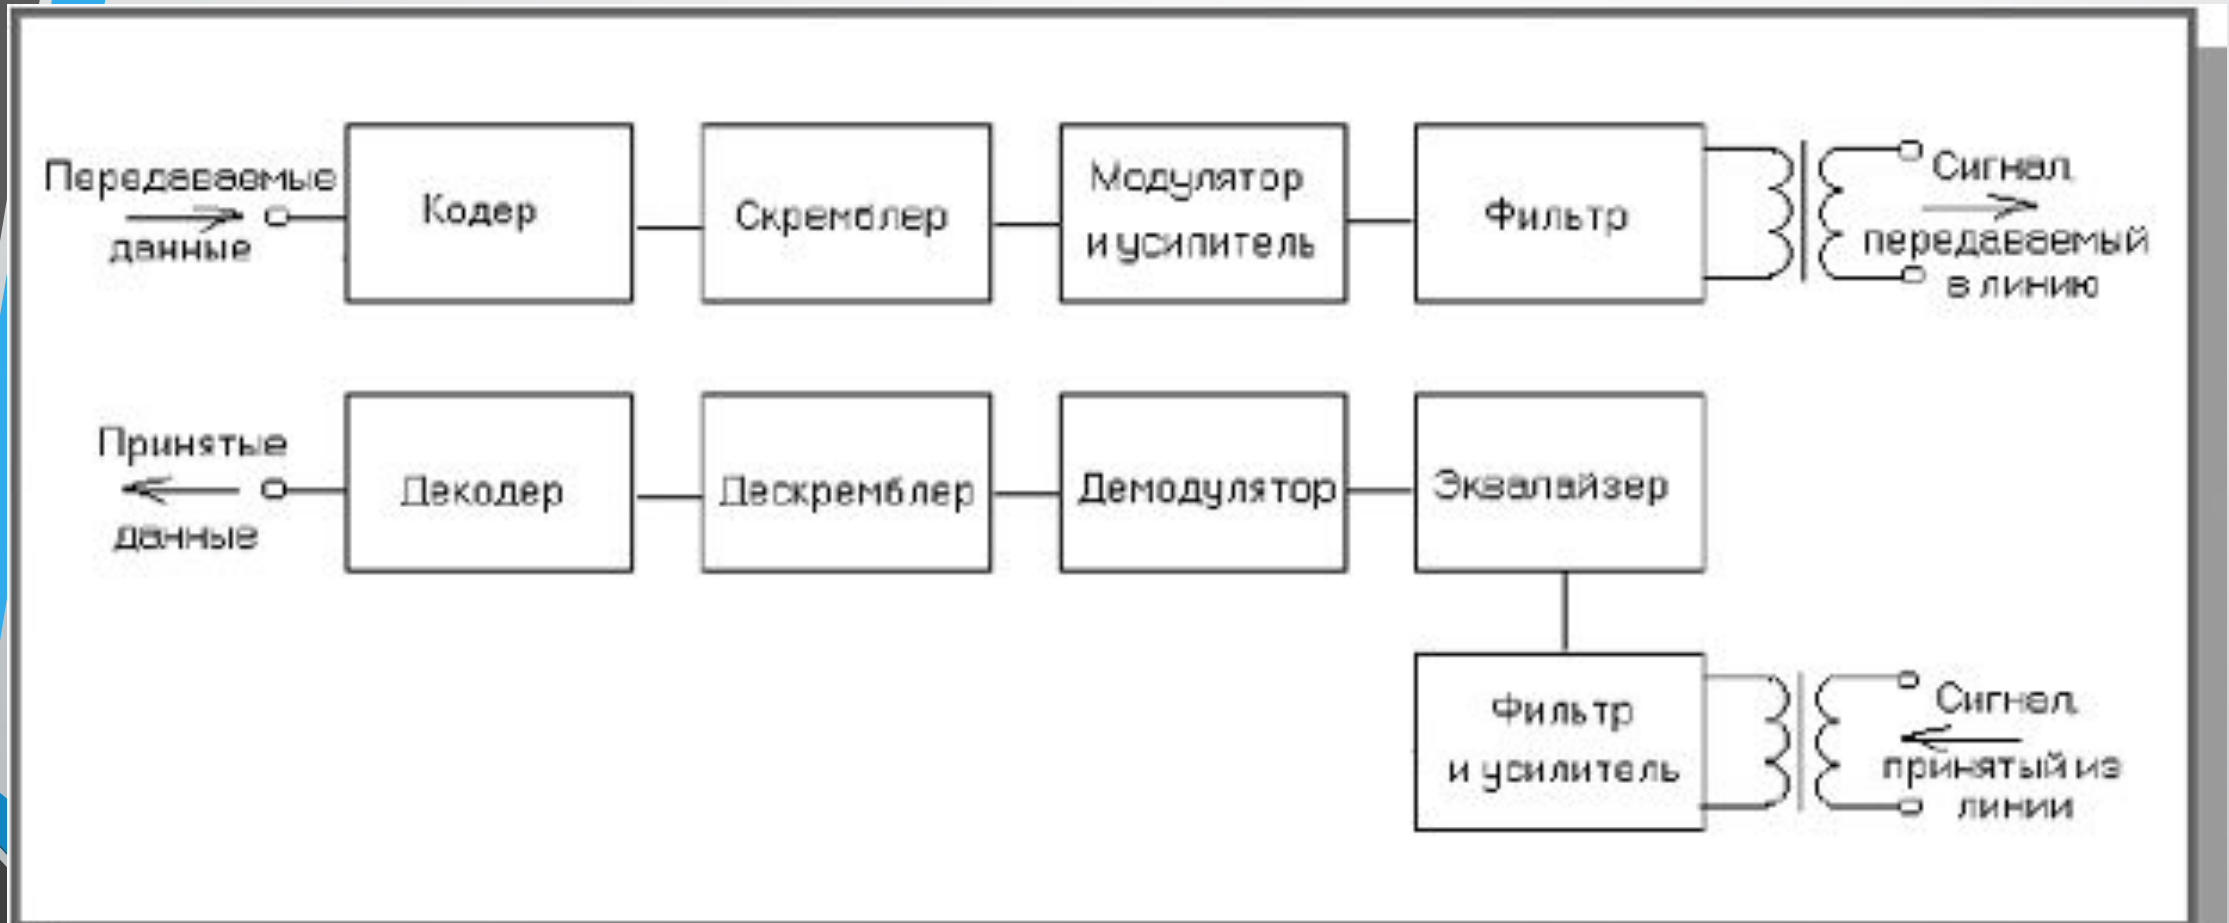 Передаваемые
данные
Кодер
Скремблер
Модулятор
и усилитель
Фильтр
Сигнал
передаваемый
в линию
Принятые
данные
Декодер
Дескремблер
Демодулятор
Эквалайзер
Фильтр
и усилитель
Сигнал
принятый из
линии